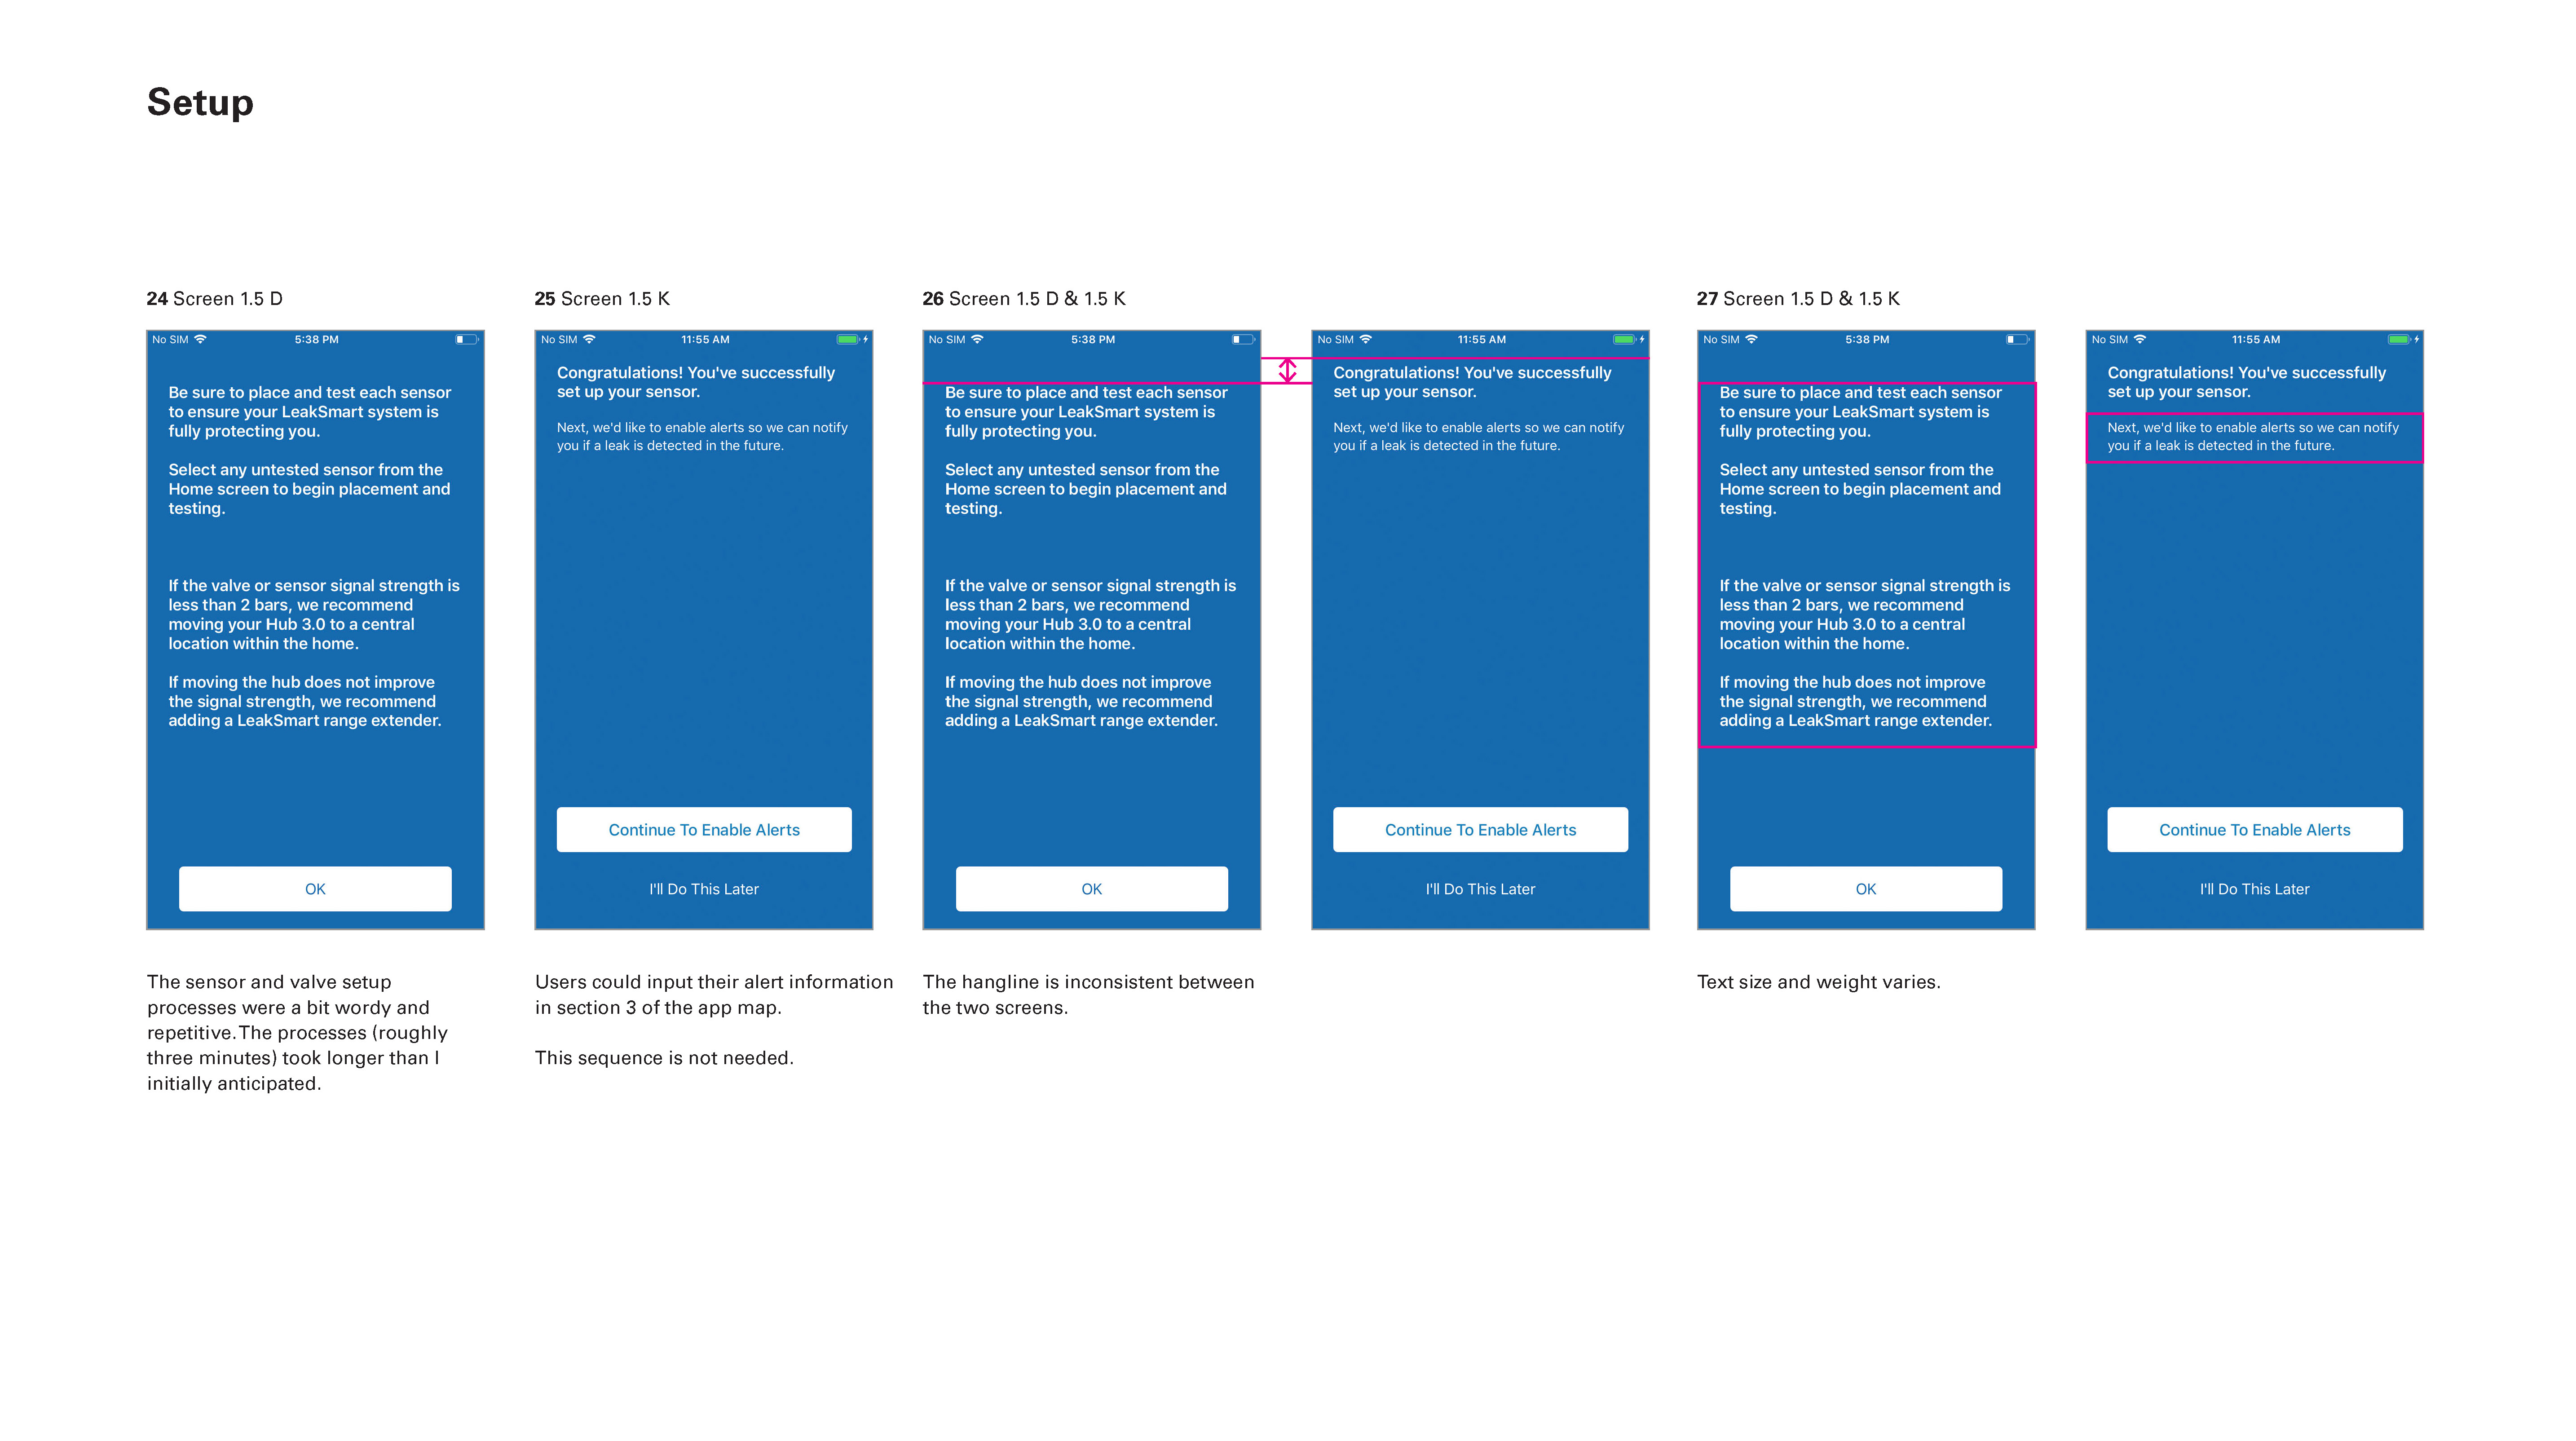 Setup
24 Screen 1.5 D
No SIM 5:38 PM
Be sure to place and test each sensor
to ensure your LeakSmart system is
fully protecting you.
Select any untested sensor from the
Home screen to begin placement and
testing.
If the valve or sensor signal strength is
less than 2 bars, we recommend
moving your Hub 3.0 to a central
location within the home.
If moving the hub does not improve
the signal strength, we recommend
adding a LeakSmart range extender.
OK
The sensor and valve setup
processes were a bit wordy and
repetitive. The processes (roughly
three minutes) took longer than I
initially anticipated.
25 Screen 1.5 K
No SIM 11:55 AM
Congratulations! You've successfully
set up your sensor.
Next, we'd like to enable alerts so we can notify
you if a leak is detected in the future.
Continue To Enable Alerts
I'll Do This Later
Users could input their alert information
in section 3 of the app map.
This sequence is not needed.
26 Screen 1.5 D & 1.5 K
No SIM 5:38 PM
Be sure to place and test each sensor
to ensure your LeakSmart system is
fully protecting you.
Select any untested sensor from the
Home screen to begin placement and
testing.
If the valve or sensor signal strength is
less than 2 bars, we recommend
moving your Hub 3.0 to a central
location within the home.
If moving the hub does not improve
the signal strength, we recommend
adding a LeakSmart range extender.
OK
No SIM 11:55 AM
Congratulations! You've successfully
set up your sensor.
Next, we'd like to enable alerts so we can notify
you if a leak is detected in the future.
Continue To Enable Alerts
I'll Do This Later
The hangline is inconsistent between
the two screens.
27 Screen 1.5 D & 1.5 K
No SIM 5:38 PM
Be sure to place and test each sensor
to ensure your LeakSmart system is
fully protecting you.
Select any untested sensor from the
Home screen to begin placement and
testing.
If the valve or sensor signal strength is
less than 2 bars, we recommend
moving your Hub 3.0 to a central
location within the home.
If moving the hub does not improve
the signal strength, we recommend
adding a LeakSmart range extender.
OK
No SIM 11:55 AM
Congratulations! You've successfully
set up your sensor.
Next, we'd like to enable alerts so we can notify
you if a leak is detected in the future.
Continue To Enable Alerts
I'll Do This Later
Text size and weight varies.